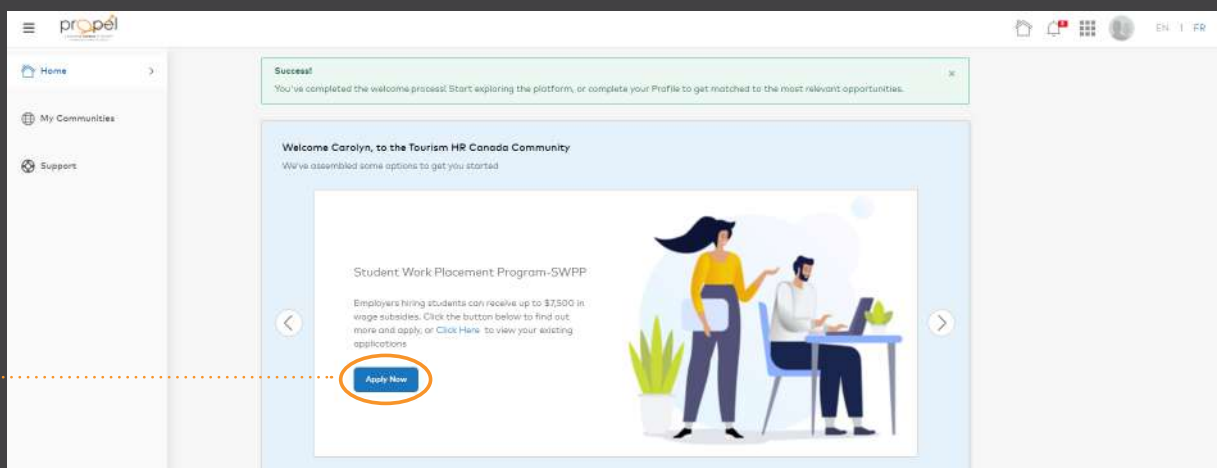 propel
EN | FR
Home
My Communities
Support
Success!
You've completed the welcome process! Start exploring the platform, or complete your Profile to get matched to the most relevant opportunities.
Welcome Carolyn, to the Tourism HR Canada Community
We've assembled some options to get you started
Student Work Placement Program-SWPP
Employers hiring students can receive up to $7,500 in
wage subsidies. Click the button below to find out
more and apply, or Click Here to view your existing
applications
Apply Now